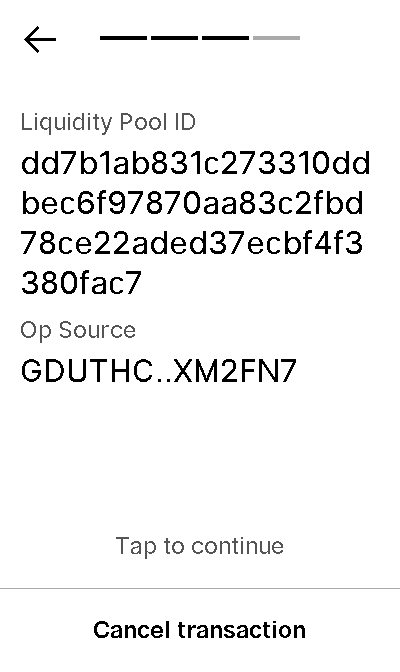 Liquidity Pool ID
dd7b1ab831c273310dd
bec6f97870aa83c2fbd
78ce22aded37ecbf4f3
380fac7
Op Source
GDUTHC..XM2FN7
Tap to continue
Cancel transaction